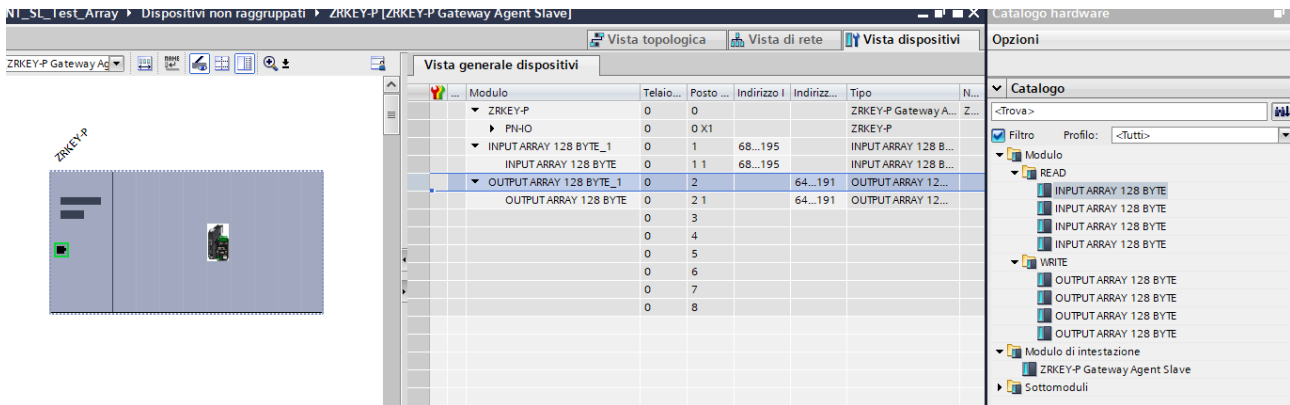 NT_SL_Test_Array ▸ Dispositivi non raggruppati ▸ ZRKEY-P [ZRKEY-P Gateway Agent Slave]
Catalogo hardware
Vista topologica Vista di rete Vista dispositivi
Opzioni
ZRKEY-P Gateway Ag
Vista generale dispositivi
... Modulo Telaio... Posto ... Indirizzo I Indirizz... Tipo N...
ZRKEY-P 0 0 ZRKEY-P Gateway A... Z...
PN-IO 0 0 X1 ZRKEY-P
INPUT ARRAY 128 BYTE_1 0 1 68...195 INPUT ARRAY 128 B...
INPUT ARRAY 128 BYTE 0 1 1 68...195 INPUT ARRAY 128 B...
OUTPUT ARRAY 128 BYTE_1 0 2 64...191 OUTPUT ARRAY 12...
OUTPUT ARRAY 128 BYTE 0 2 1 64...191 OUTPUT ARRAY 12...
0 3
0 4
0 5
0 6
0 7
0 8
ZRKEY-P
Catalogo
<Trova>
Filtro Profilo: <Tutti>
Modulo
READ
INPUT ARRAY 128 BYTE
INPUT ARRAY 128 BYTE
INPUT ARRAY 128 BYTE
INPUT ARRAY 128 BYTE
WRITE
OUTPUT ARRAY 128 BYTE
OUTPUT ARRAY 128 BYTE
OUTPUT ARRAY 128 BYTE
OUTPUT ARRAY 128 BYTE
Modulo di intestazione
ZRKEY-P Gateway Agent Slave
Sottomoduli